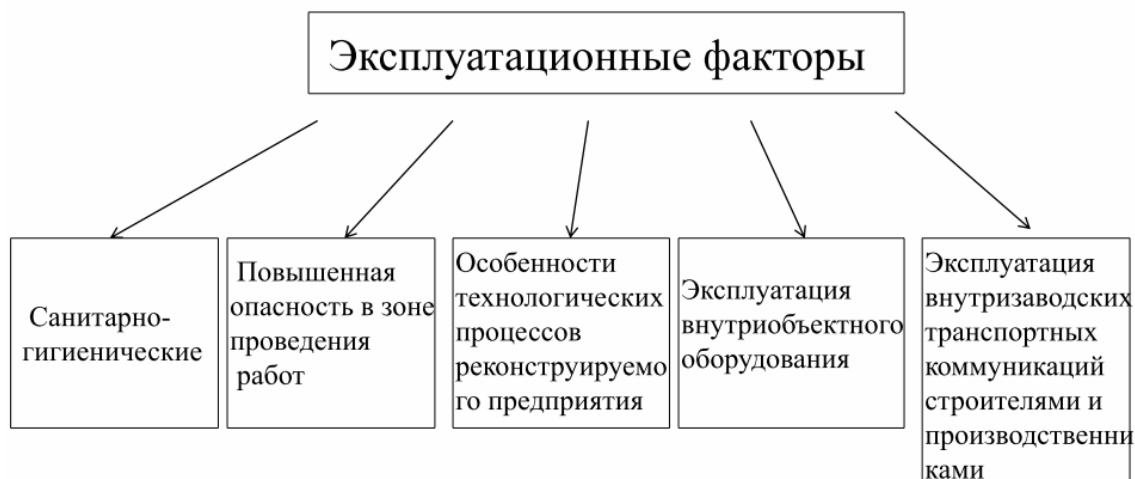 Эксплуатационные факторы
Санитарно-
гигиенические
Повышенная
опасность в зоне
проведения
работ
Особенности
технологических
процессов
реконструируемо
го предприятия
Эксплуатация
внутриобъектного
оборудования
Эксплуатация
внутризаводских
транспортных
коммуникаций
строителями и
производственни
ками